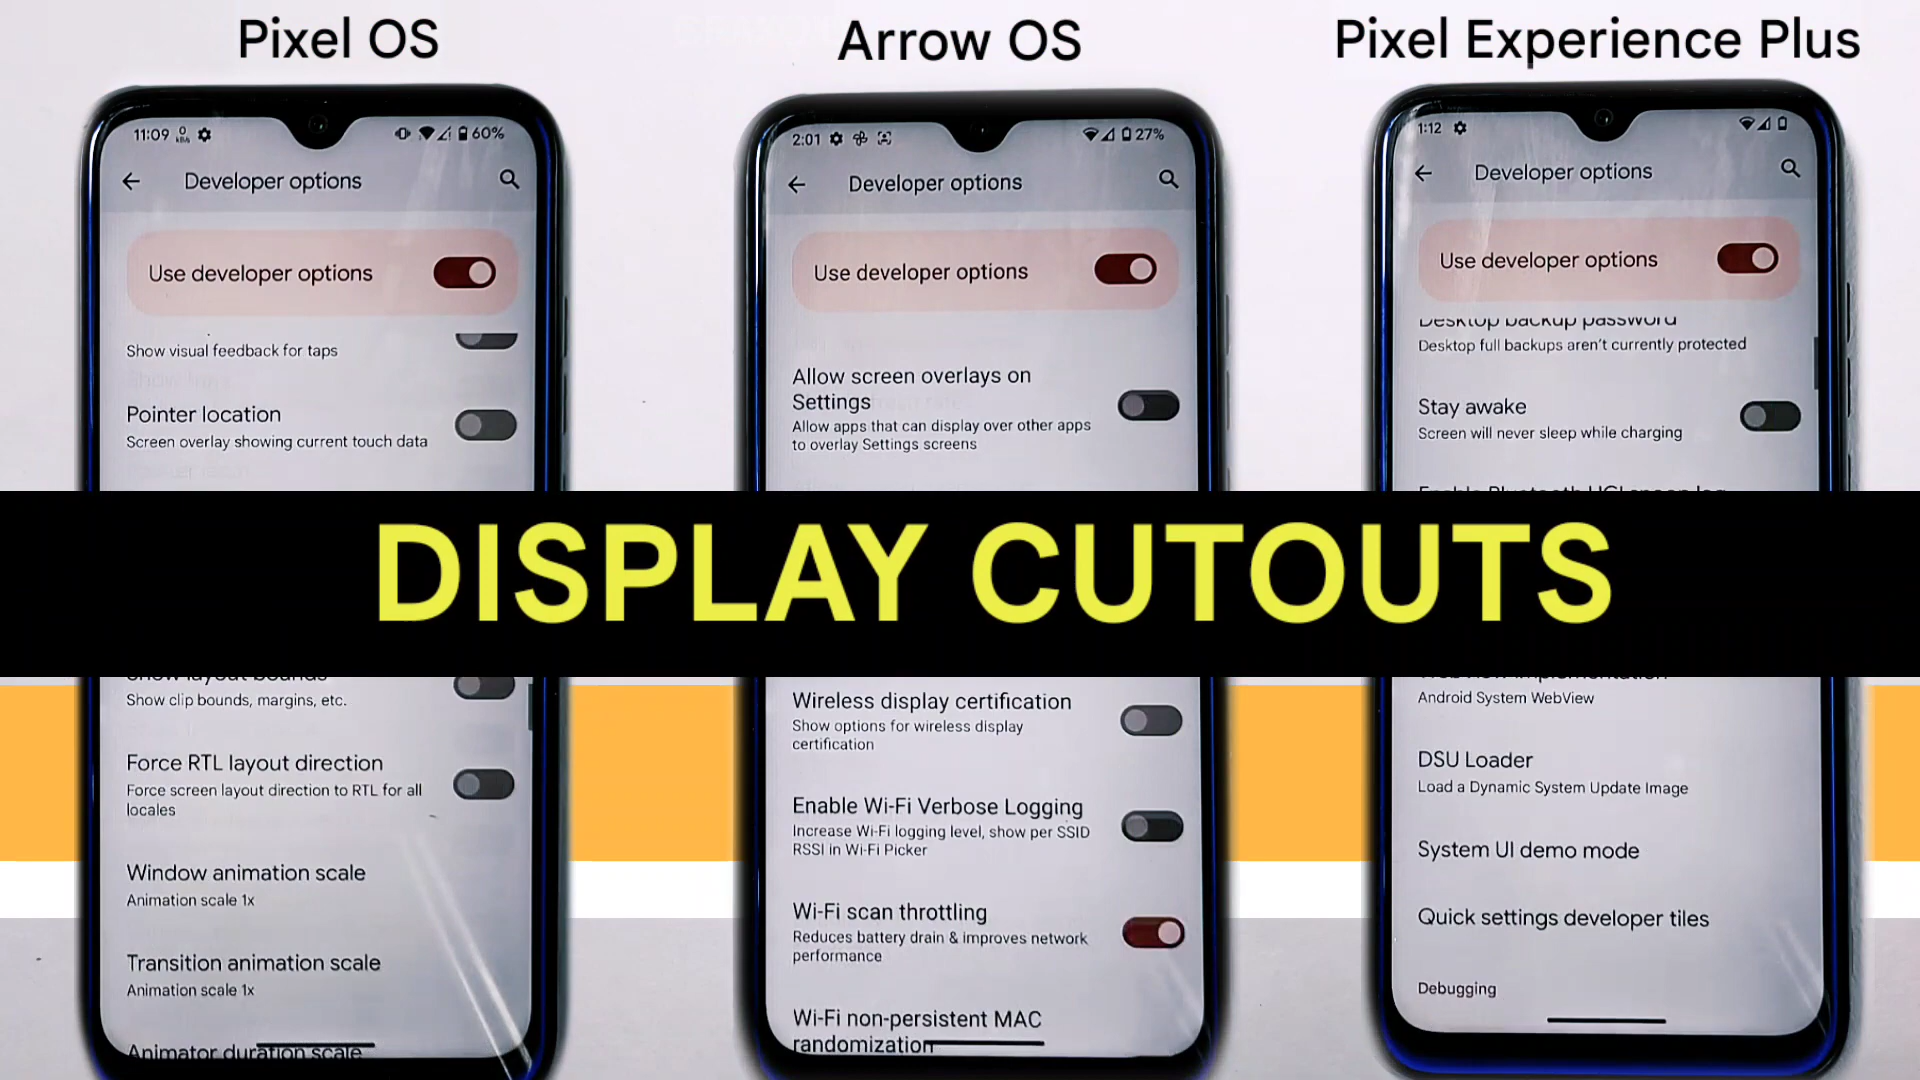 Pixel OS
Arrow OS
Pixel Experience Plus
11:09
60%
Developer options
Use developer options
Show visual feedback for taps
Pointer location
Screen overlay showing current touch data
2:01
27%
Developer options
Use developer options
Allow screen overlays on
Settings
Allow apps that can display over other apps
to overlay Settings screens
1:12
Developer options
Use developer options
Desktop backup password
Desktop full backups aren't currently protected
Stay awake
Screen will never sleep while charging
DISPLAY CUTOUTS
Show layout bounds
Show clip bounds, margins, etc.
Force RTL layout direction
Force screen layout direction to RTL for all
locales
Window animation scale
Animation scale 1x
Transition animation scale
Animation scale 1x
Animator duration scale
Wireless display certification
Show options for wireless display
certification
Enable Wi-Fi Verbose Logging
Increase Wi-Fi logging level, show per SSID
RSSI in Wi-Fi Picker
Wi-Fi scan throttling
Reduces battery drain & improves network
performance
Wi-Fi non-persistent MAC
randomization
Android System WebView
DSU Loader
Load a Dynamic System Update Image
System UI demo mode
Quick settings developer tiles
Debugging